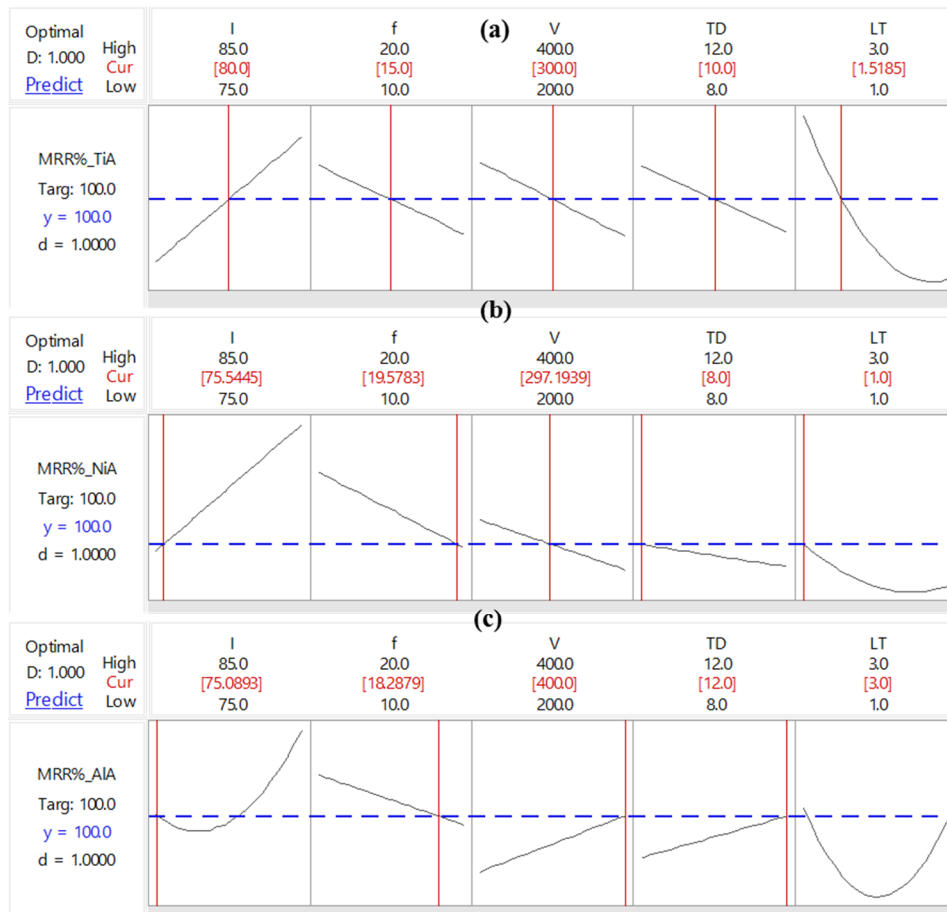 (a)
Optimal
D: 1.000
Predict
High
Cur
Low
I
85.0
[80.0]
75.0
f
20.0
[15.0]
10.0
V
400.0
[300.0]
200.0
TD
12.0
[10.0]
8.0
LT
3.0
[1.5185]
1.0
MRR%_TiA
Targ: 100.0
y = 100.0
d = 1.0000
(b)
Optimal
D: 1.000
Predict
High
Cur
Low
I
85.0
[75.5445]
75.0
f
20.0
[19.5783]
10.0
V
400.0
[297.1939]
200.0
TD
12.0
[8.0]
8.0
LT
3.0
[1.0]
1.0
MRR%_NiA
Targ: 100.0
y = 100.0
d = 1.0000
(c)
Optimal
D: 1.000
Predict
High
Cur
Low
I
85.0
[75.0893]
75.0
f
20.0
[18.2879]
10.0
V
400.0
[400.0]
200.0
TD
12.0
[12.0]
8.0
LT
3.0
[3.0]
1.0
MRR%_AlA
Targ: 100.0
y = 100.0
d = 1.0000